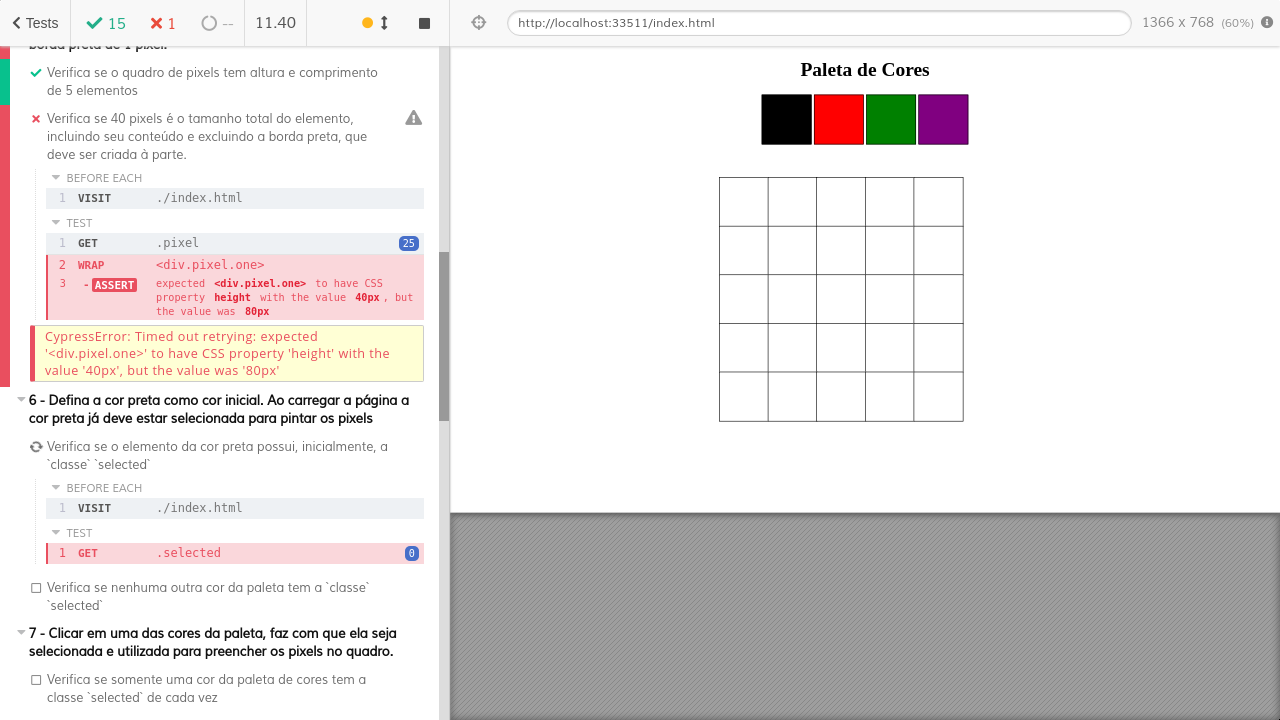 Tests
15
1
--
11.40
http://localhost:33511/index.html
1366 x 768 (60%)
borda preta de 1 pixel.
Verifica se o quadro de pixels tem altura e comprimento
de 5 elementos
Verifica se 40 pixels é o tamanho total do elemento,
incluindo seu conteúdo e excluindo a borda preta, que
deve ser criada à parte.
BEFORE EACH
1 VISIT ./index.html
TEST
1 GET .pixel 25
2 WRAP <div.pixel.one>
3 - ASSERT expected <div.pixel.one> to have CSS
property height with the value 40px , but
the value was 80px
CypressError: Timed out retrying: expected
'<div.pixel.one>' to have CSS property 'height' with the
value '40px', but the value was '80px'
6 - Defina a cor preta como cor inicial. Ao carregar a página a
cor preta já deve estar selecionada para pintar os pixels
Verifica se o elemento da cor preta possui, inicialmente, a
`classe` `selected`
BEFORE EACH
1 VISIT ./index.html
TEST
1 GET .selected 0
Verifica se nenhuma outra cor da paleta tem a `classe`
`selected`
7 - Clicar em uma das cores da paleta, faz com que ela seja
selecionada e utilizada para preencher os pixels no quadro.
Verifica se somente uma cor da paleta de cores tem a
classe `selected` de cada vez
Paleta de Cores